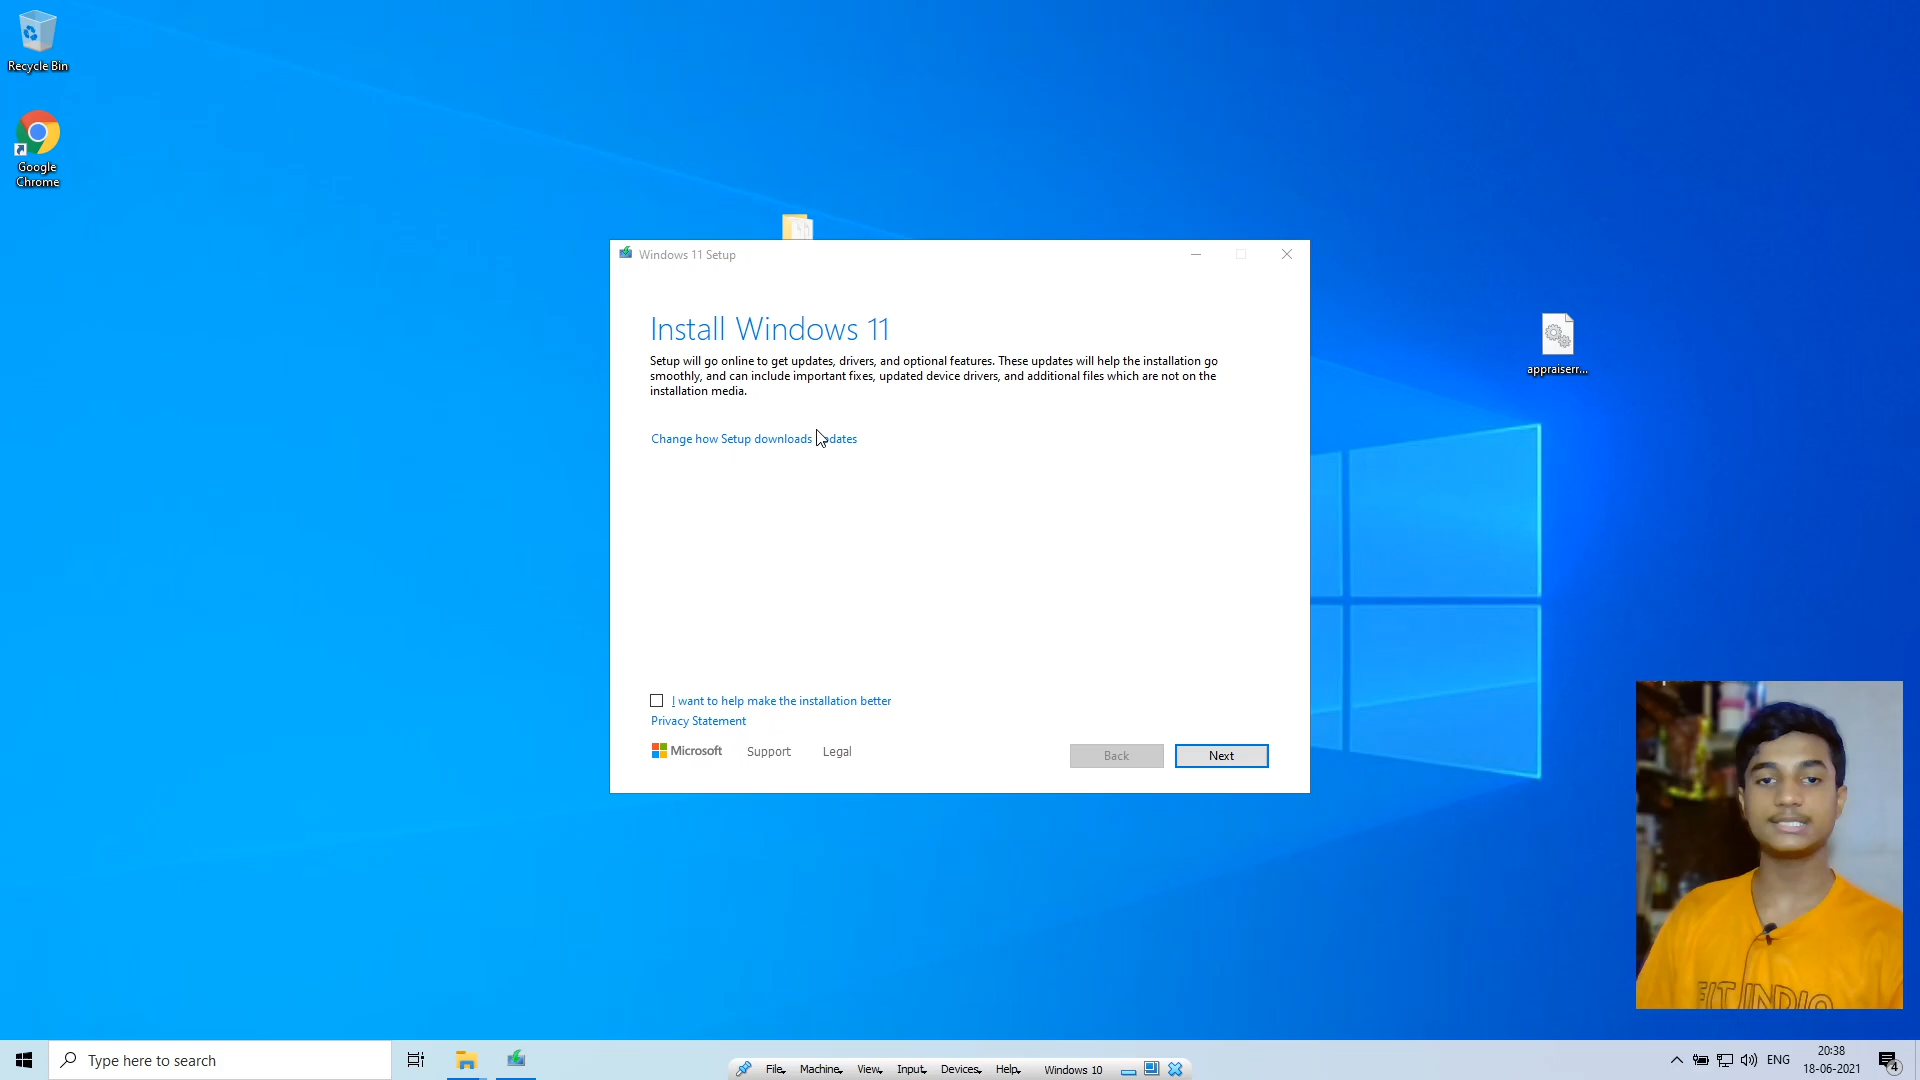 Recycle Bin
Google
Chrome
Windows 11 Setup
Install Windows 11
Setup will go online to get updates, drivers, and optional features. These updates will help the installation go
smoothly, and can include important fixes, updated device drivers, and additional files which are not on the
installation media.
Change how Setup downloads updates
I want to help make the installation better
Privacy Statement
Microsoft
Support
Legal
Back
Next
appraiserr...
Type here to search
File
Machine
View
Input
Devices
Help
Windows 10
ENG
20:38
18-06-2021
4